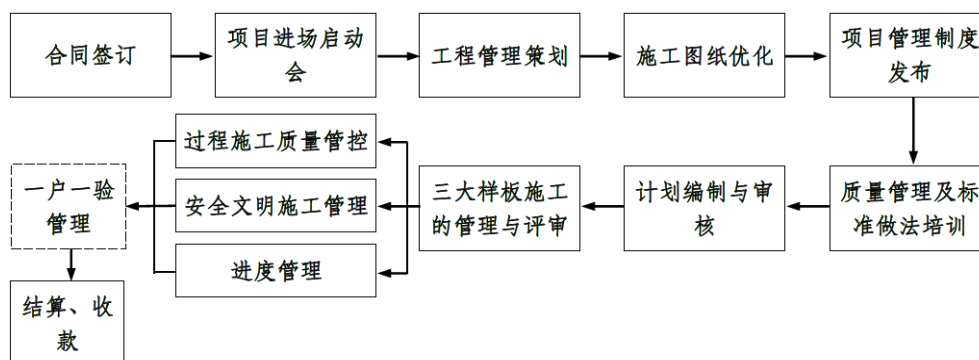 合同签订
项目进场启动
会
工程管理策划
施工图纸优化
项目管理制度
发布
质量管理及标
准做法培训
计划编制与审
核
三大样板施工
的管理与评审
过程施工质量管控
安全文明施工管理
进度管理
一户一验
管理
结算、收
款